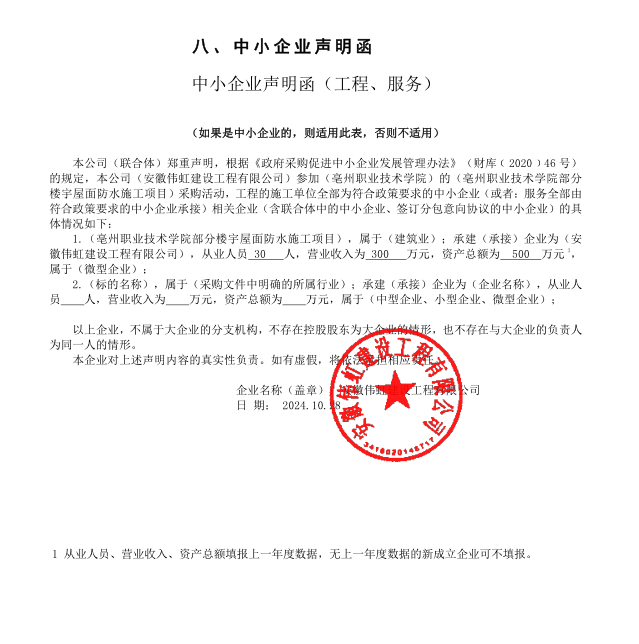 八、中小企业声明函
中小企业声明函（工程、服务）
（如果是中小企业的，则适用此表，否则不适用）
本公司（联合体）郑重声明，根据《政府采购促进中小企业发展管理办法》（财库﹝2020﹞46 号）
的规定，本公司（安徽伟虹建设工程有限公司）参加（亳州职业技术学院）的（亳州职业技术学院部分
楼宇屋面防水施工项目）采购活动，工程的施工单位全部为符合政策要求的中小企业（或者：服务全部由
符合政策要求的中小企业承接）相关企业（含联合体中的中小企业、签订分包意向协议的中小企业）的具
体情况如下：
1.（亳州职业技术学院部分楼宇屋面防水施工项目），属于（建筑业）；承建（承接）企业为（安
徽伟虹建设工程有限公司），从业人员 30 人，营业收入为 300 万元，资产总额为 500 万元¹，
属于（微型企业）；
2.（标的名称），属于（采购文件中明确的所属行业）；承建（承接）企业为（企业名称），从业人
员____人，营业收入为____万元，资产总额为____万元，属于（中型企业、小型企业、微型企业）；
以上企业，不属于大企业的分支机构，不存在控股股东为大企业的情形，也不存在与大企业的负责人
为同一人的情形。
本企业对上述声明内容的真实性负责。如有虚假，将依法承担相应责任。
企业名称（盖章）：安徽伟虹建设工程有限公司
日 期： 2024.10.28
安徽伟虹建设工程有限公司
1 从业人员、营业收入、资产总额填报上一年度数据，无上一年度数据的新成立企业可不填报。